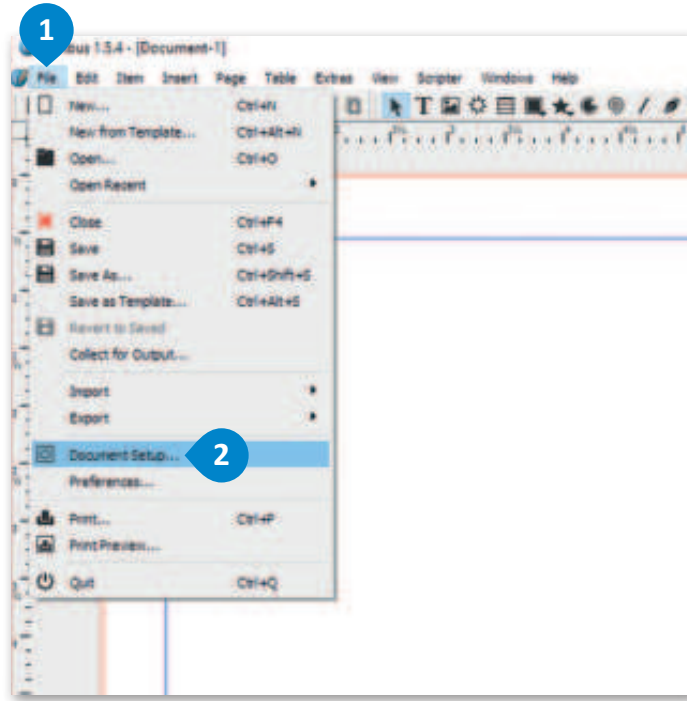 1
ous 1.5.4 - [Document-1]
File Edit Item Insert Page Table Extras View Scripter Windows Help
New... Ctrl+N
New from Template... Ctrl+Alt+N
Open... Ctrl+O
Open Recent
Close Ctrl+F4
Save Ctrl+S
Save As... Ctrl+Shift+S
Save as Template... Ctrl+Alt+S
Revert to Saved
Collect for Output...
Import
Export
Document Setup... 2
Preferences...
Print... Ctrl+P
Print Preview...
Quit Ctrl+Q